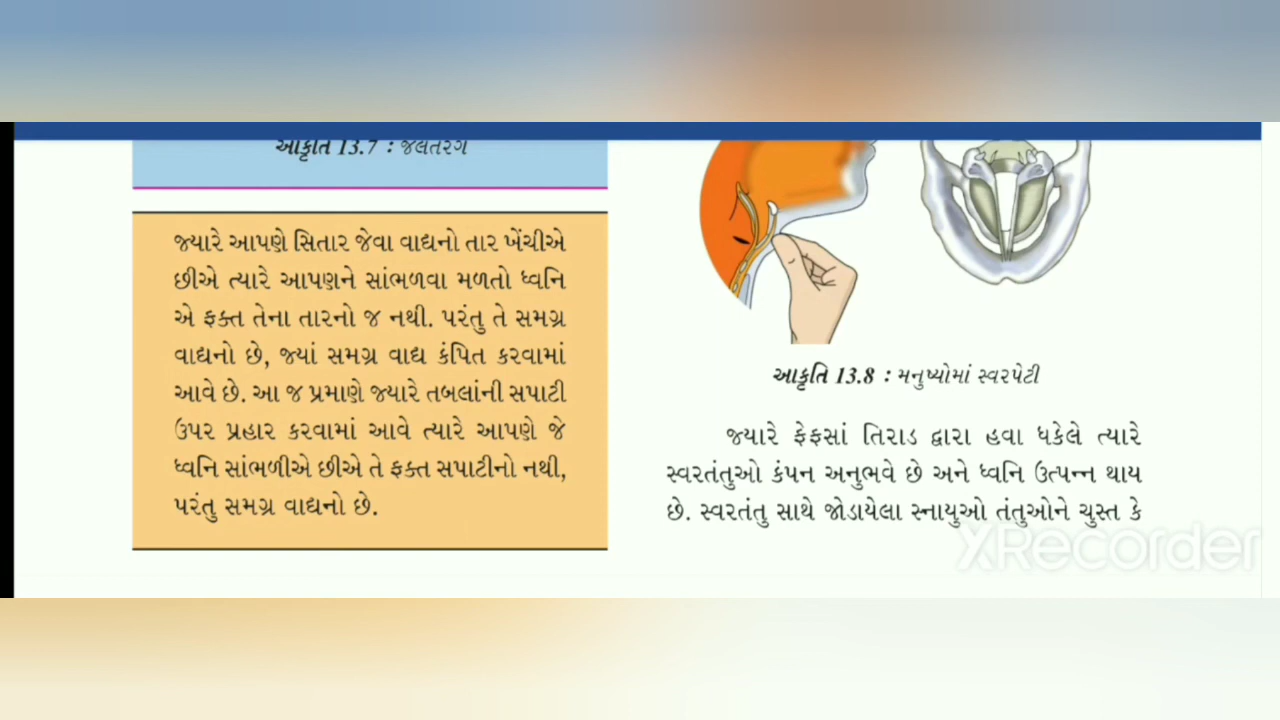 આકૃતિ 13.7 : જલતરંગ
જ્યારે આપણે સિતાર જેવા વાદ્યનો તાર ખેંચીએ
છીએ ત્યારે આપણને સાંભળવા મળતો ધ્વનિ
એ ફક્ત તેના તારનો જ નથી. પરંતુ તે સમગ્ર
વાદ્યનો છે, જ્યાં સમગ્ર વાદ્ય કંપિત કરવામાં
આવે છે. આ જ પ્રમાણે જ્યારે તબલાંની સપાટી
ઉપર પ્રહાર કરવામાં આવે ત્યારે આપણે જે
ધ્વનિ સાંભળીએ છીએ તે ફક્ત સપાટીનો નથી,
પરંતુ સમગ્ર વાદ્યનો છે.
આકૃતિ 13.8 : મનુષ્યોમાં સ્વરપેટી
જ્યારે ફેફસાં તિરાડ દ્વારા હવા ધકેલે ત્યારે
સ્વરતંતુઓ કંપન અનુભવે છે અને ધ્વનિ ઉત્પન્ન થાય
છે. સ્વરતંતુ સાથે જોડાયેલા સ્નાયુઓ તંતુઓને ચુસ્ત કે
XRecorder